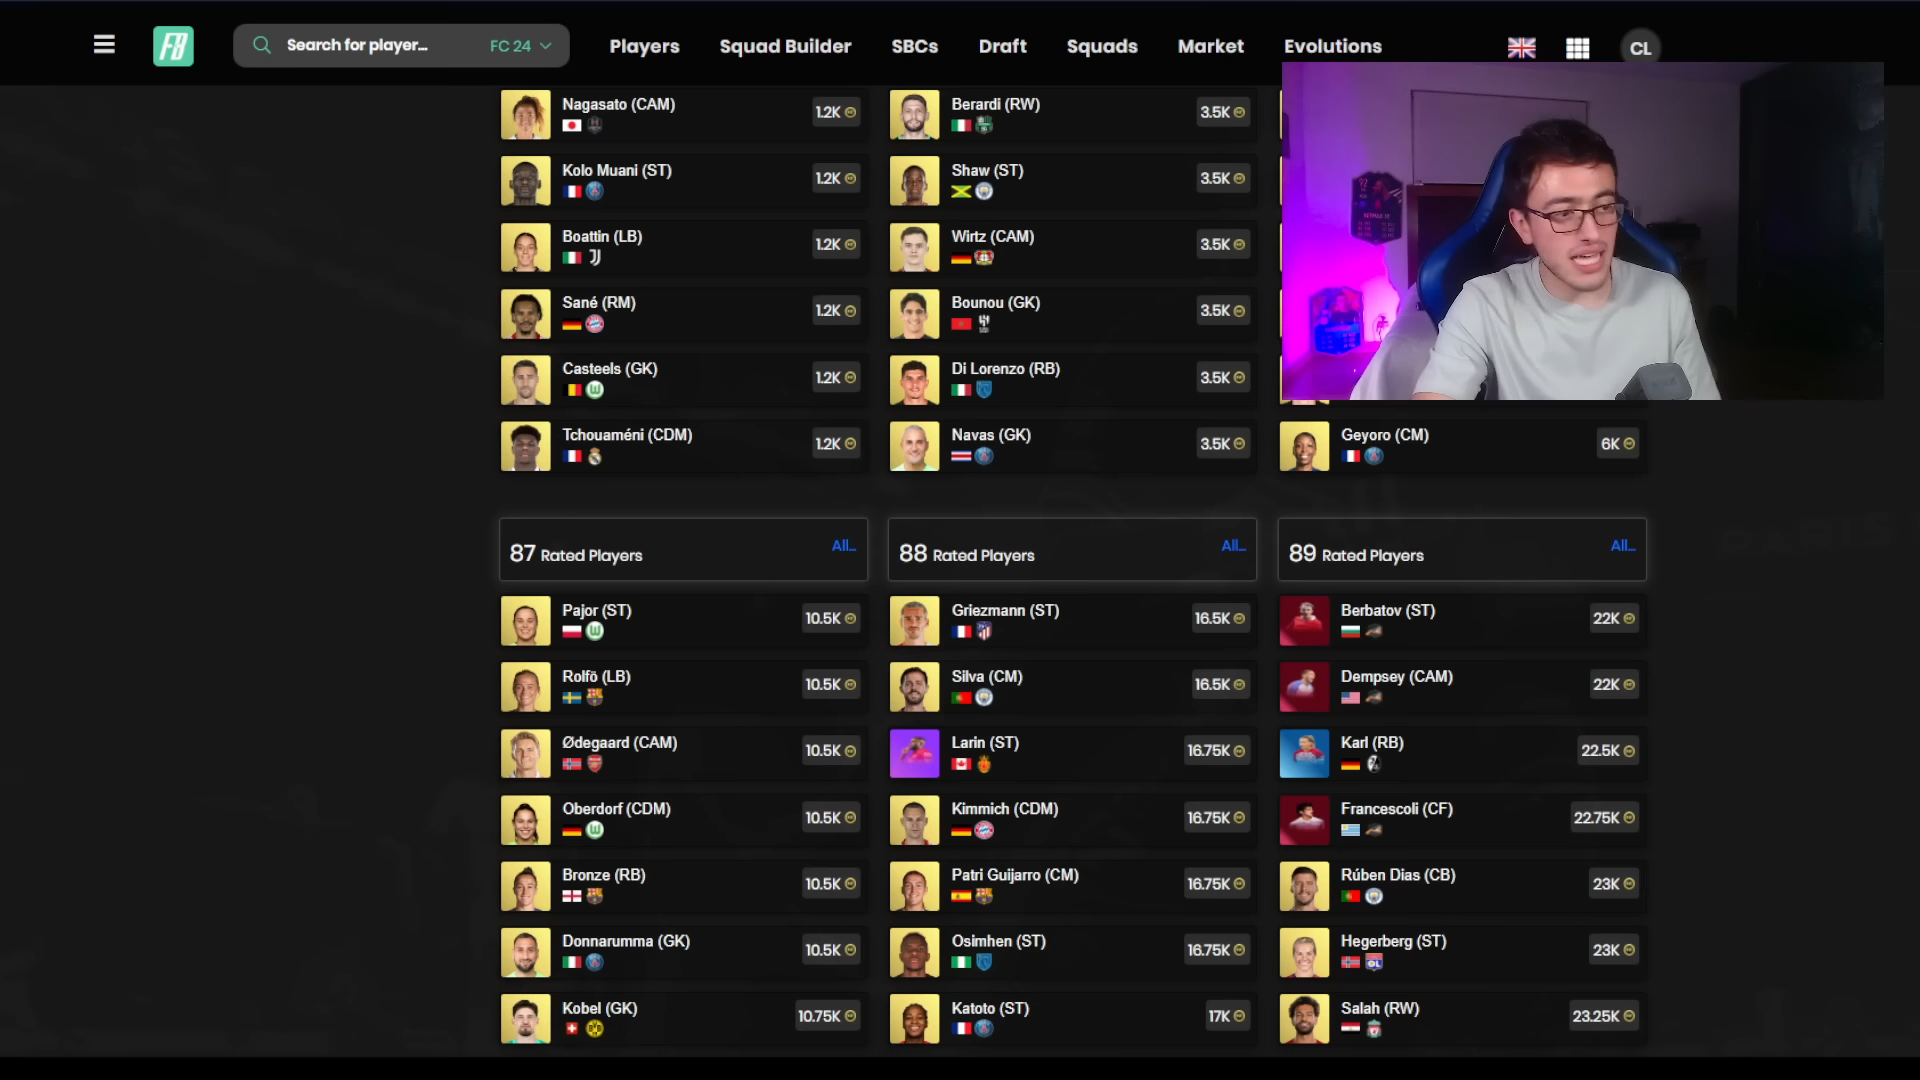 FB Search for player... FC 24 Players Squad Builder SBCs Draft Squads Market Evolutions CL
Nagasato (CAM) 1.2K
Kolo Muani (ST) 1.2K
Boattin (LB) 1.2K
Sané (RM) 1.2K
Casteels (GK) 1.2K
Tchouaméni (CDM) 1.2K
Berardi (RW) 3.5K
Shaw (ST) 3.5K
Wirtz (CAM) 3.5K
Bounou (GK) 3.5K
Di Lorenzo (RB) 3.5K
Navas (GK) 3.5K
Geyoro (CM) 6K
87 Rated Players All...
Pajor (ST) 10.5K
Rolfö (LB) 10.5K
Ødegaard (CAM) 10.5K
Oberdorf (CDM) 10.5K
Bronze (RB) 10.5K
Donnarumma (GK) 10.5K
Kobel (GK) 10.75K
88 Rated Players All...
Griezmann (ST) 16.5K
Silva (CM) 16.5K
Larin (ST) 16.75K
Kimmich (CDM) 16.75K
Patri Guijarro (CM) 16.75K
Osimhen (ST) 16.75K
Katoto (ST) 17K
89 Rated Players All...
Berbatov (ST) 22K
Dempsey (CAM) 22K
Karl (RB) 22.5K
Francescoli (CF) 22.75K
Rúben Dias (CB) 23K
Hegerberg (ST) 23K
Salah (RW) 23.25K